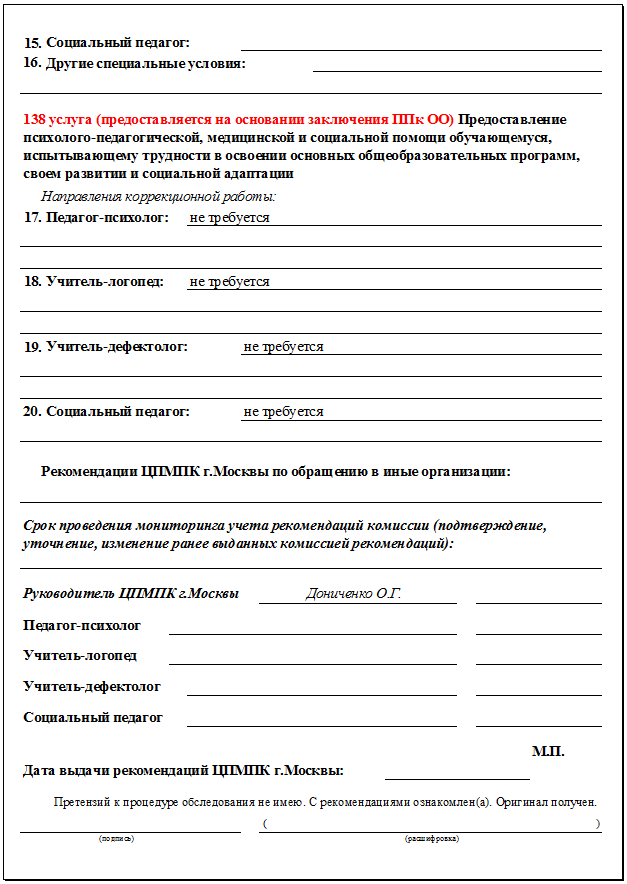 15. Социальный педагог:
16. Другие специальные условия:
138 услуга (предоставляется на основании заключения ППк ОО) Предоставление
психолого-педагогической, медицинской и социальной помощи обучающемуся,
испытывающему трудности в освоении основных общеобразовательных программ,
своем развитии и социальной адаптации
Направления коррекционной работы:
17. Педагог-психолог: не требуется
18. Учитель-логопед: не требуется
19. Учитель-дефектолог: не требуется
20. Социальный педагог: не требуется
Рекомендации ЦПМПК г.Москвы по обращению в иные организации:
Срок проведения мониторинга учета рекомендаций комиссии (подтверждение,
уточнение, изменение ранее выданных комиссией рекомендаций):
Руководитель ЦПМПК г.Москвы Дониченко О.Г.
Педагог-психолог
Учитель-логопед
Учитель-дефектолог
Социальный педагог
М.П.
Дата выдачи рекомендаций ЦПМПК г.Москвы:
Претензий к процедуре обследования не имею. С рекомендациями ознакомлен(а). Оригинал получен.
( )
(подпись) (расшифровка)